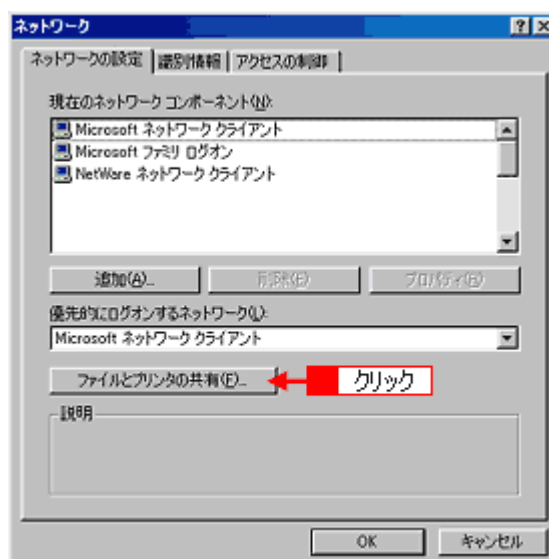 ネットワーク
ネットワークの設定 識別情報 アクセスの制御
現在のネットワーク コンポーネント(N):
Microsoft ネットワーク クライアント
Microsoft ファミリ ログオン
NetWare ネットワーク クライアント
追加(A)... 削除(E) プロパティ(R)
優先的にログオンするネットワーク(L):
Microsoft ネットワーク クライアント
ファイルとプリンタの共有(F)... クリック
説明
OK キャンセル